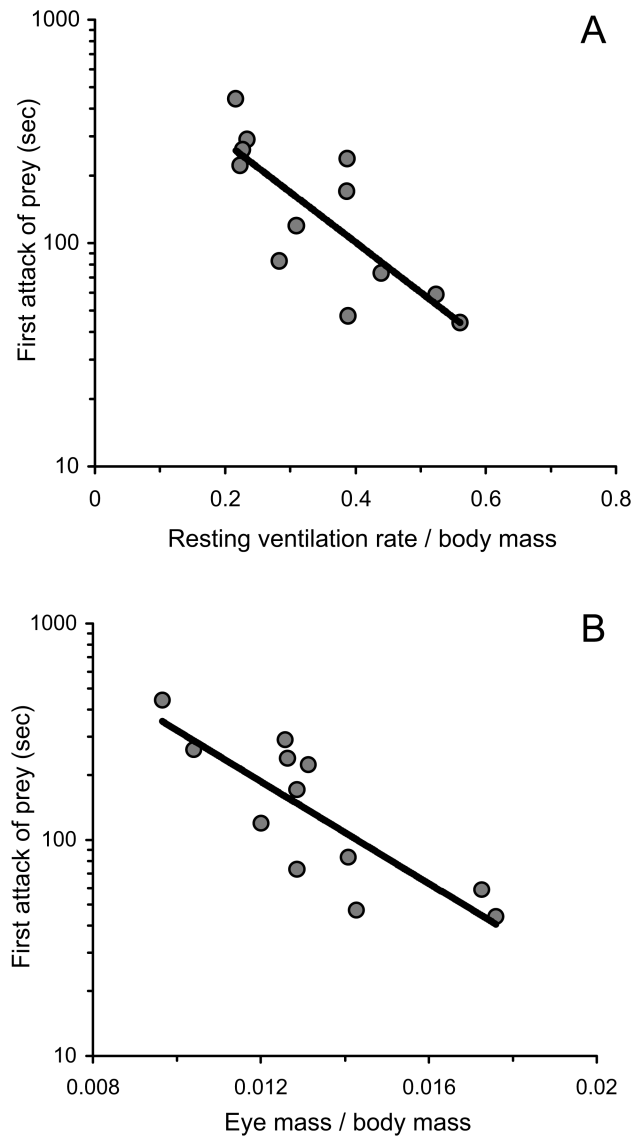 A
1000
100
10
First attack of prey (sec)
0 0.2 0.4 0.6 0.8
Resting ventilation rate / body mass
B
1000
100
10
First attack of prey (sec)
0.008 0.012 0.016 0.02
Eye mass / body mass